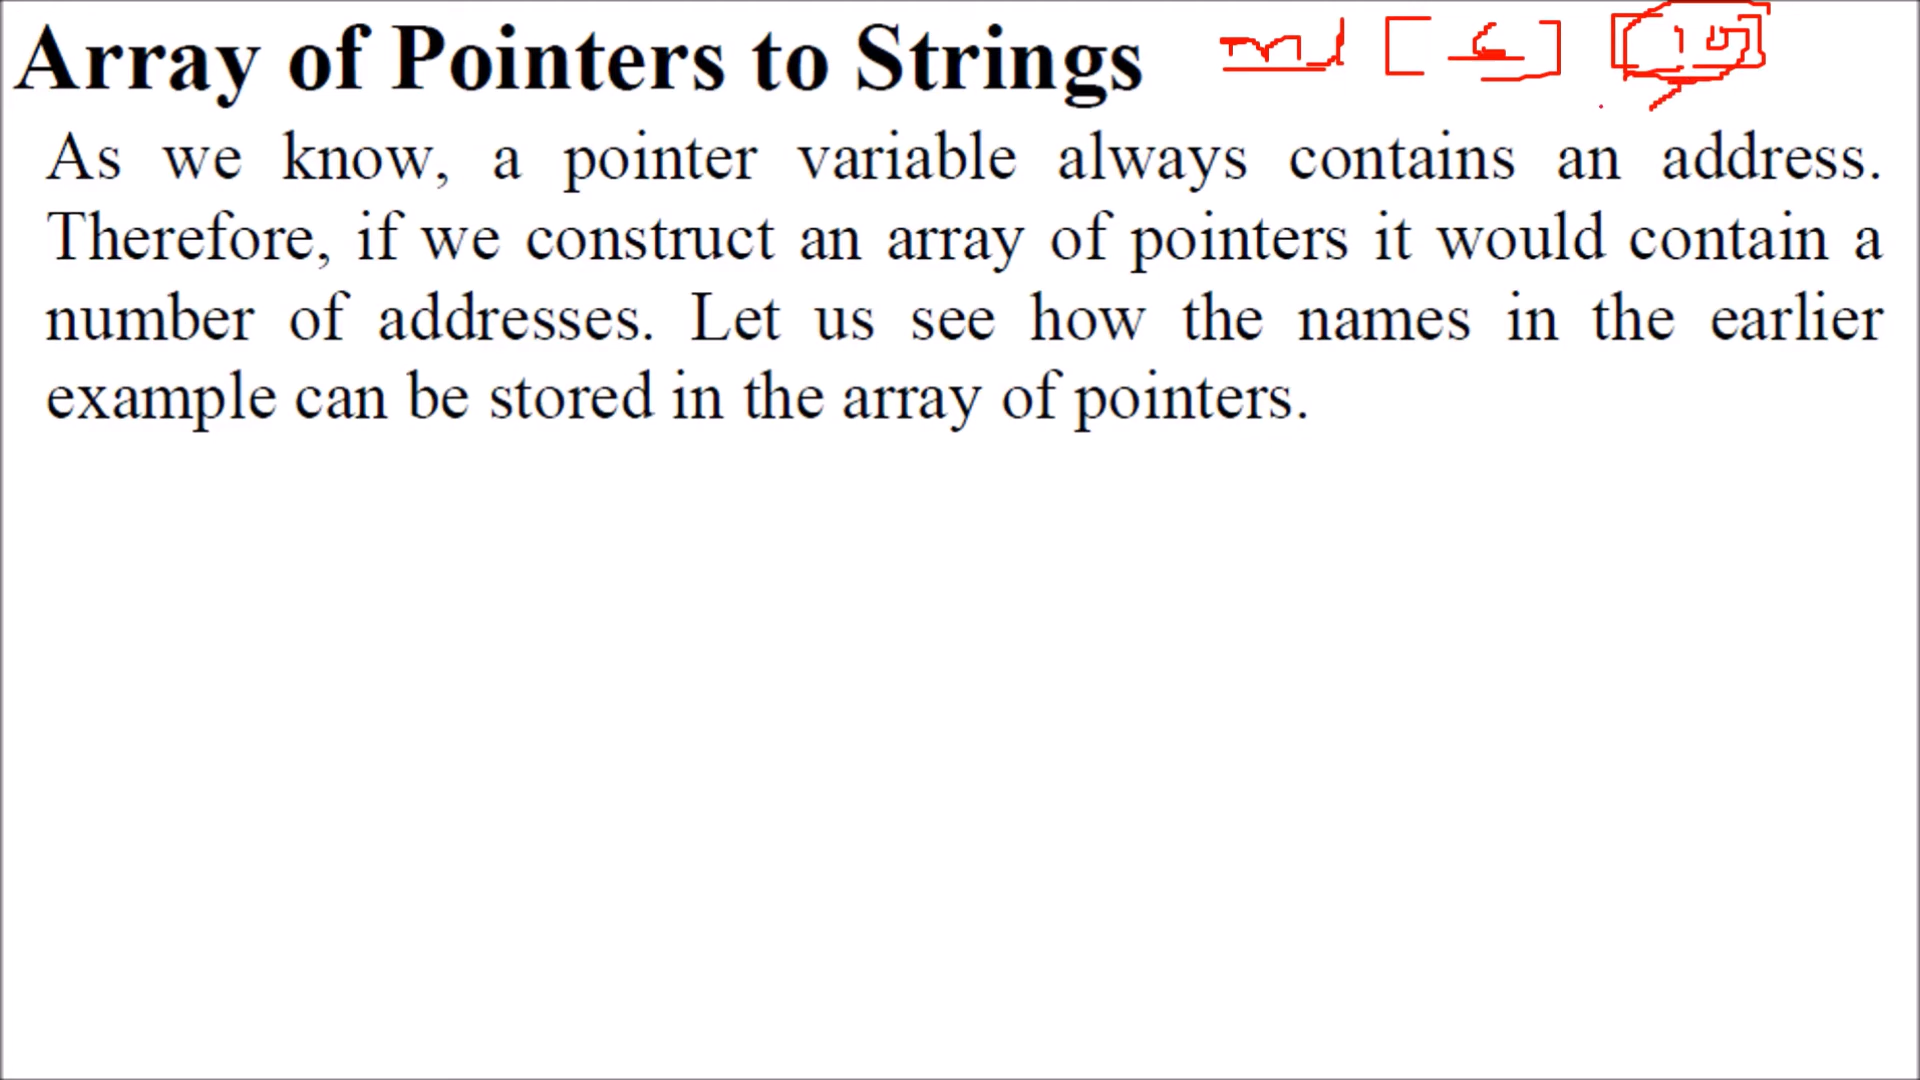 Array of Pointers to Strings
As we know, a pointer variable always contains an address.
Therefore, if we construct an array of pointers it would contain a
number of addresses. Let us see how the names in the earlier
example can be stored in the array of pointers.